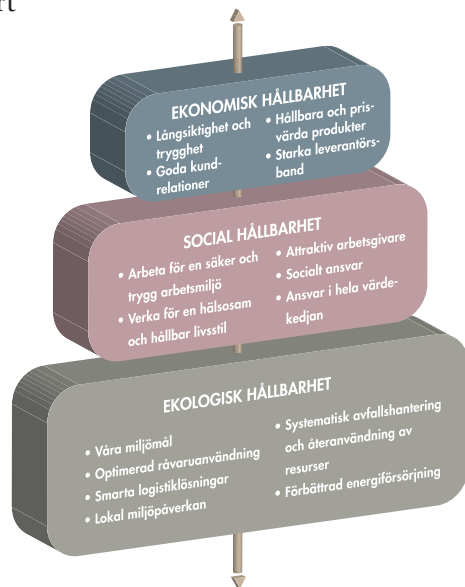 rt
EKONOMISK HÅLLBARHET
• Långsiktighet och
trygghet
• Goda kund-
relationer
• Hållbara och pris-
värda produkter
• Starka leverantörs-
band
SOCIAL HÅLLBARHET
• Arbeta för en säker och
trygg arbetsmiljö
• Verka för en hälsosam
och hållbar livsstil
• Attraktiv arbetsgivare
• Socialt ansvar
• Ansvar i hela värde-
kedjan
EKOLOGISK HÅLLBARHET
• Våra miljömål
• Optimerad råvaruanvändning
• Smarta logistiklösningar
• Lokal miljöpåverkan
• Systematisk avfallshantering
och återanvändning av
resurser
• Förbättrad energiförsörjning